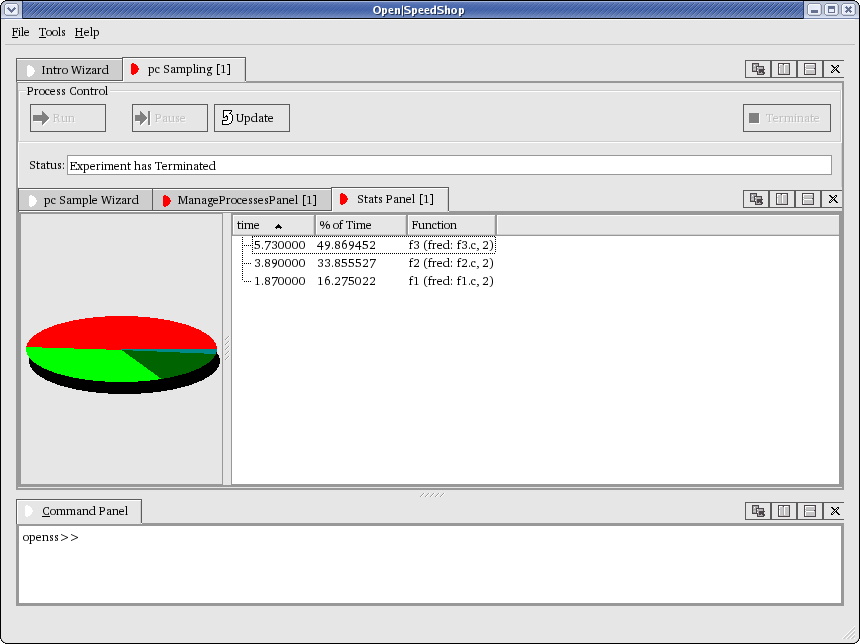 Open|SpeedShop
File Tools Help
Intro Wizard pc Sampling [1]
Process Control
Run Pause Update Terminate
Status: Experiment has Terminated
pc Sample Wizard ManageProcessesPanel [1] Stats Panel [1]
time % of Time Function
5.730000 49.869452 f3 (fred: f3.c, 2)
3.890000 33.855527 f2 (fred: f2.c, 2)
1.870000 16.275022 f1 (fred: f1.c, 2)
Command Panel
openss>>